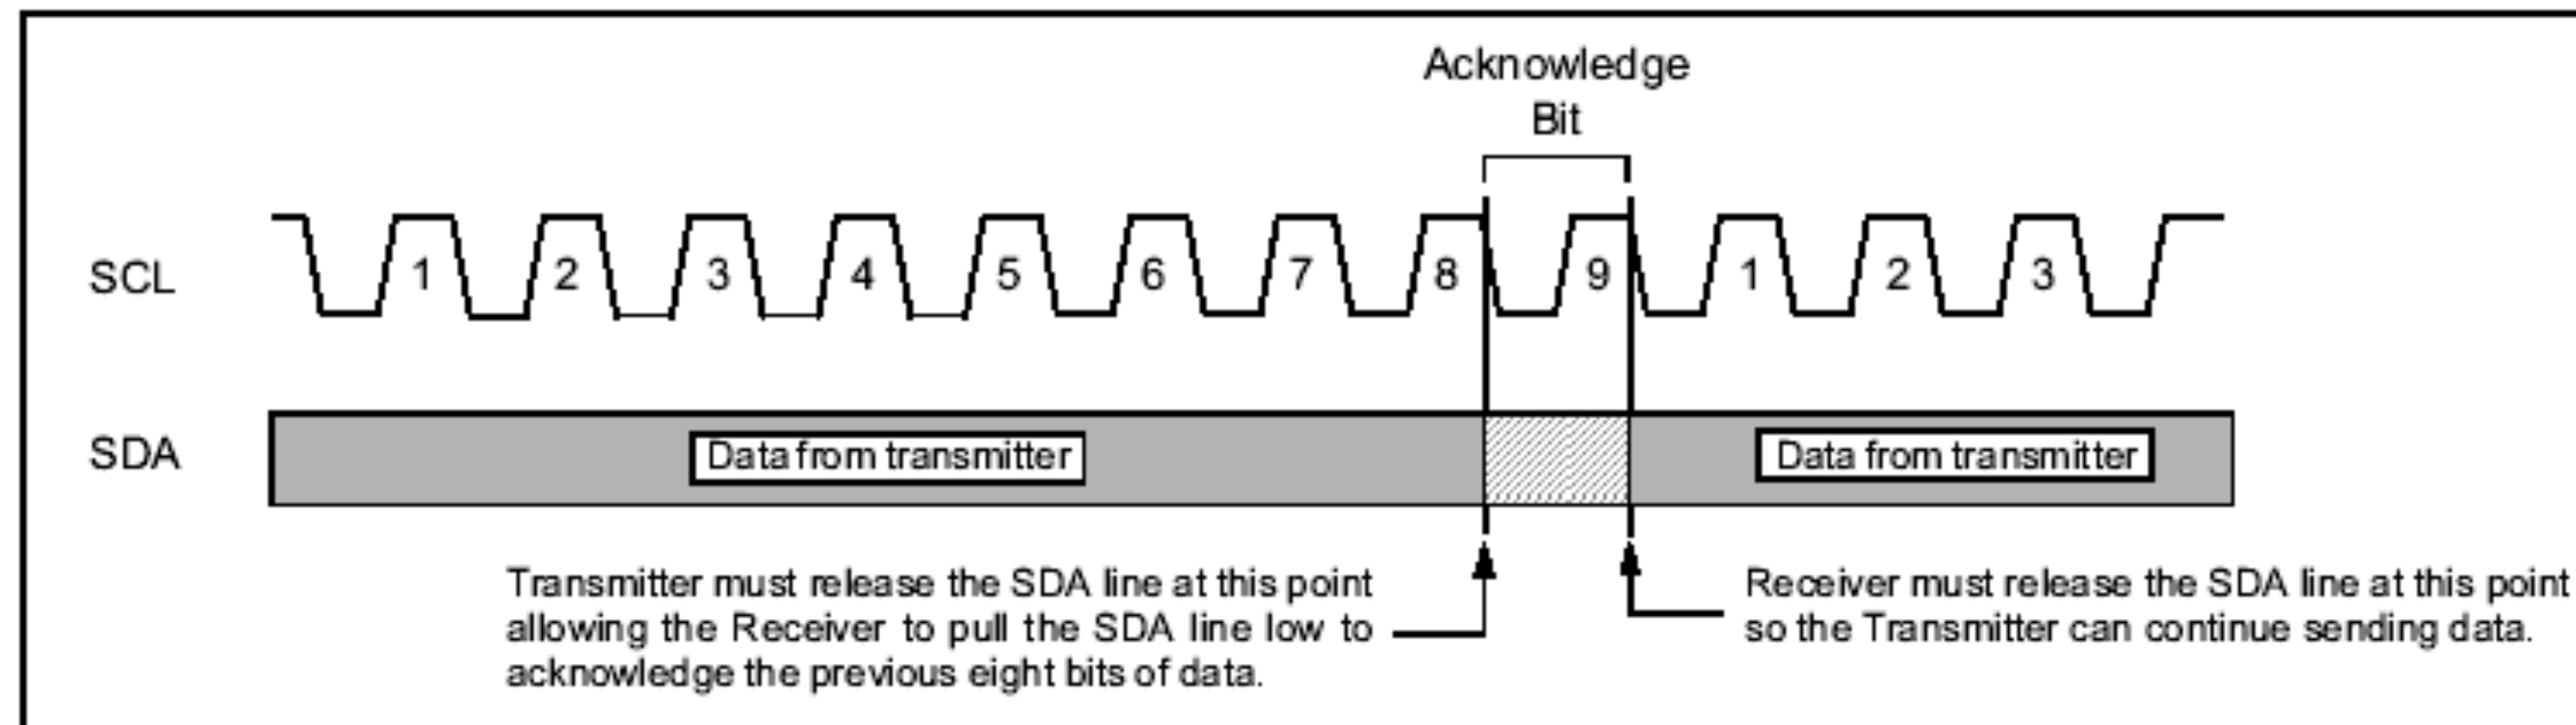 Acknowledge
Bit
SCL
1 2 3 4 5 6 7 8 9 1 2 3
SDA
Data from transmitter
Data from transmitter
Transmitter must release the SDA line at this point
allowing the Receiver to pull the SDA line low to
acknowledge the previous eight bits of data.
Receiver must release the SDA line at this point
so the Transmitter can continue sending data.